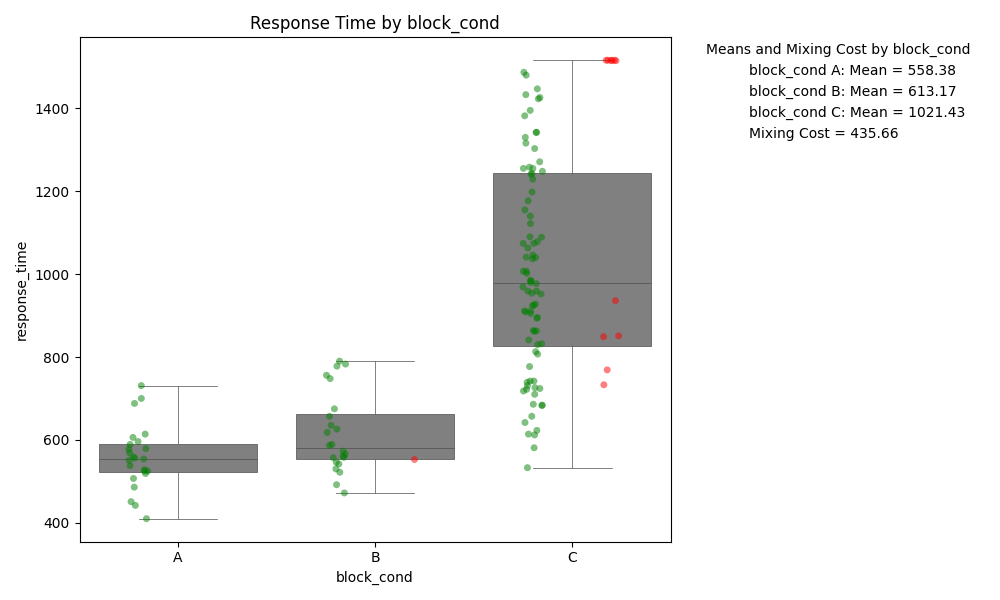 Response Time by block_cond
Means and Mixing Cost by block_cond
block_cond A: Mean = 558.38
block_cond B: Mean = 613.17
block_cond C: Mean = 1021.43
Mixing Cost = 435.66
response_time
1400
1200
1000
800
600
400
A
B
C
block_cond